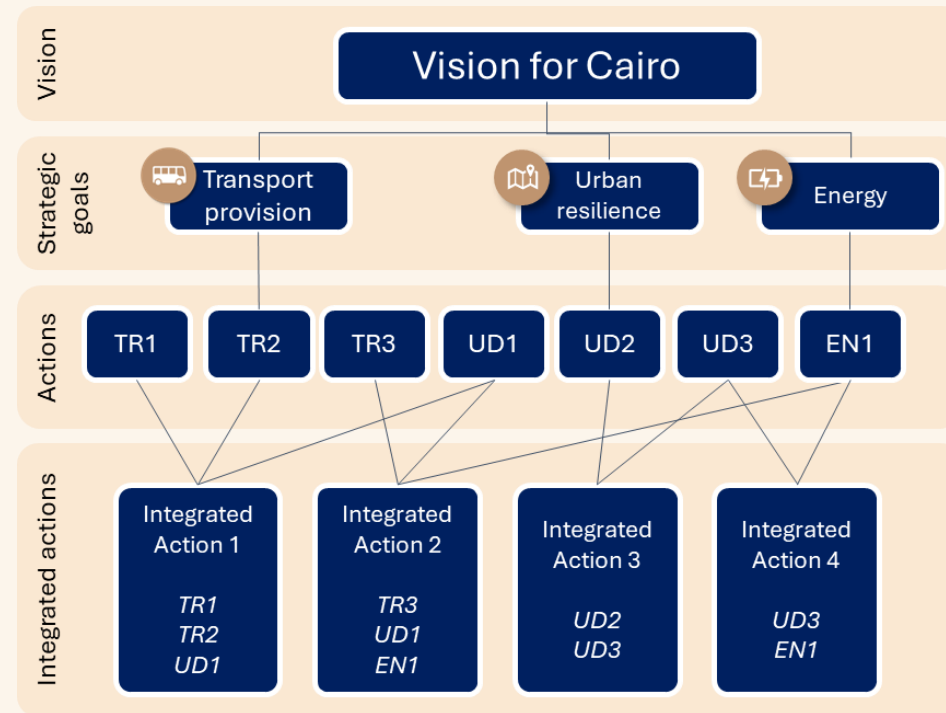 Vision
Vision for Cairo
Strategic
goals
Transport
provision
Urban
resilience
Energy
Actions
TR1
TR2
TR3
UD1
UD2
UD3
EN1
Integrated actions
Integrated
Action 1
TR1
TR2
UD1
Integrated
Action 2
TR3
UD1
EN1
Integrated
Action 3
UD2
UD3
Integrated
Action 4
UD3
EN1